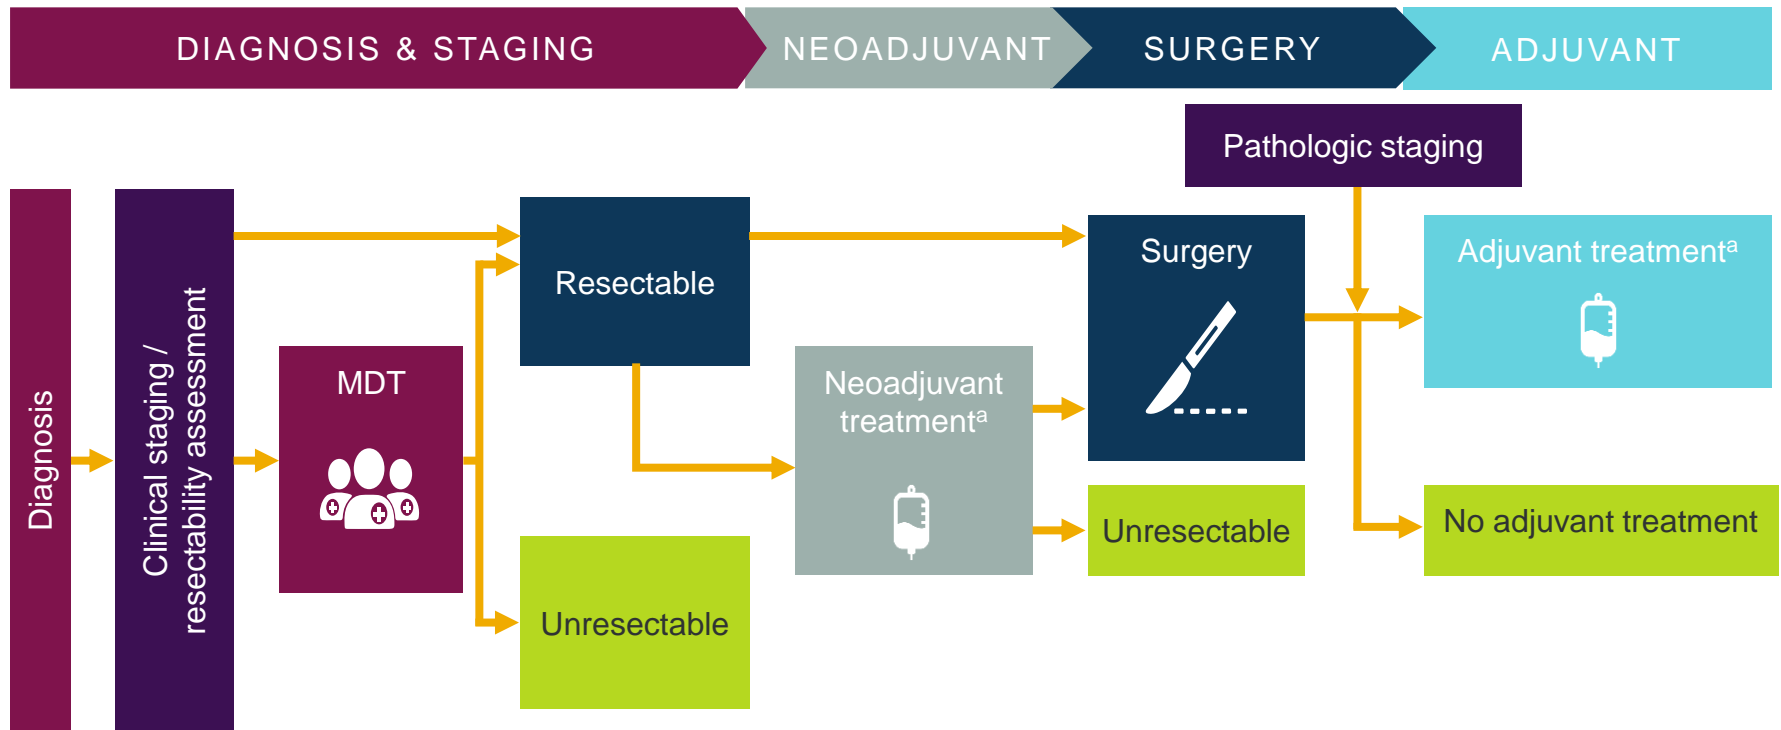 DIAGNOSIS & STAGING
NEOADJUVANT
SURGERY
ADJUVANT
Pathologic staging
Diagnosis
Clinical staging /
resectability assessment
MDT
Resectable
Unresectable
Neoadjuvant
treatmentᵃ
Surgery
Unresectable
Adjuvant treatmentᵃ
No adjuvant treatment